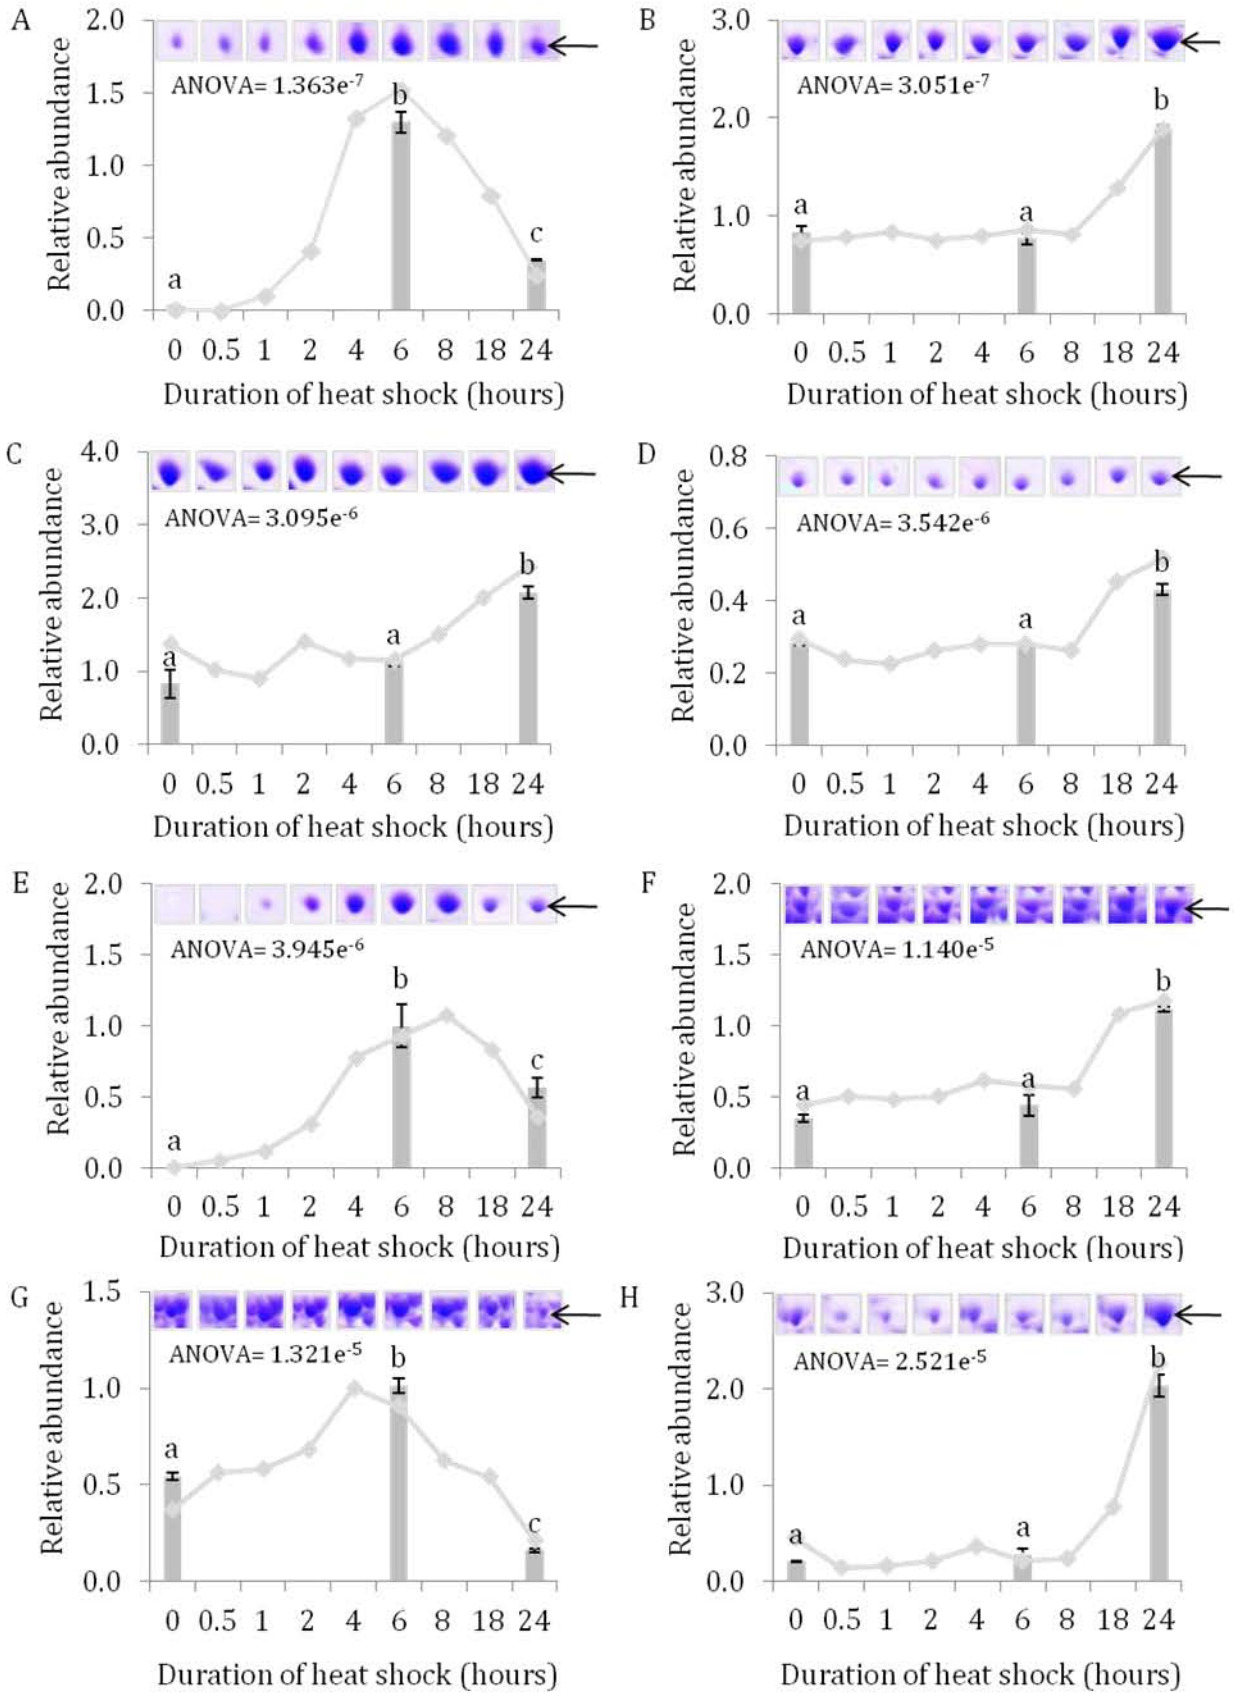 A
2.0
1.5
1.0
0.5
0.0
Relative abundance
ANOVA= 1.363e-7
a
b
c
0 0.5 1 2 4 6 8 18 24
Duration of heat shock (hours)
B
3.0
2.0
1.0
0.0
Relative abundance
ANOVA= 3.051e-7
a
a
b
0 0.5 1 2 4 6 8 18 24
Duration of heat shock (hours)
C
4.0
3.0
2.0
1.0
0.0
Relative abundance
ANOVA= 3.095e-6
a
a
b
0 0.5 1 2 4 6 8 18 24
Duration of heat shock (hours)
D
0.8
0.6
0.4
0.2
0.0
Relative abundance
ANOVA= 3.542e-6
a
a
b
0 0.5 1 2 4 6 8 18 24
Duration of heat shock (hours)
E
2.0
1.5
1.0
0.5
0.0
Relative abundance
ANOVA= 3.945e-6
a
b
c
0 0.5 1 2 4 6 8 18 24
Duration of heat shock (hours)
F
2.0
1.5
1.0
0.5
0.0
Relative abundance
ANOVA= 1.140e-5
a
a
b
0 0.5 1 2 4 6 8 18 24
Duration of heat shock (hours)
G
1.5
1.0
0.5
0.0
Relative abundance
ANOVA= 1.321e-5
a
b
c
0 0.5 1 2 4 6 8 18 24
Duration of heat shock (hours)
H
3.0
2.0
1.0
0.0
Relative abundance
ANOVA= 2.521e-5
a
a
b
0 0.5 1 2 4 6 8 18 24
Duration of heat shock (hours)